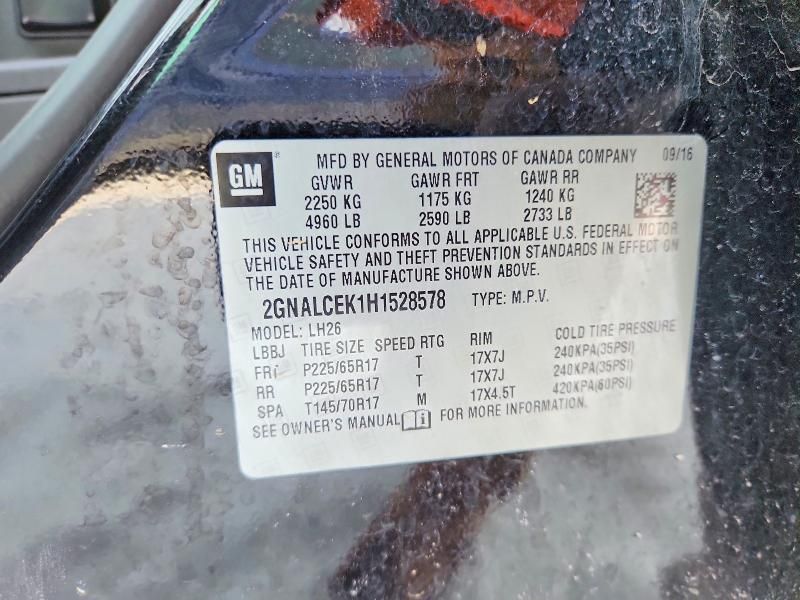 GM MFD BY GENERAL MOTORS OF CANADA COMPANY 09/16
GVWR GAWR FRT GAWR RR
2250 KG 1175 KG 1240 KG
4960 LB 2590 LB 2733 LB
THIS VEHICLE CONFORMS TO ALL APPLICABLE U.S. FEDERAL MOTOR
VEHICLE SAFETY AND THEFT PREVENTION STANDARDS IN EFFECT ON
THE DATE OF MANUFACTURE SHOWN ABOVE.
2GNALCEK1H1528578 TYPE: M.P.V.
MODEL: LH26
LBBJ TIRE SIZE SPEED RTG RIM COLD TIRE PRESSURE
FRT P225/65R17 T 17X7J 240KPA(35PSI)
RR P225/65R17 T 17X7J 240KPA(35PSI)
SPA T145/70R17 M 17X4.5T 420KPA(60PSI)
SEE OWNER'S MANUAL FOR MORE INFORMATION.